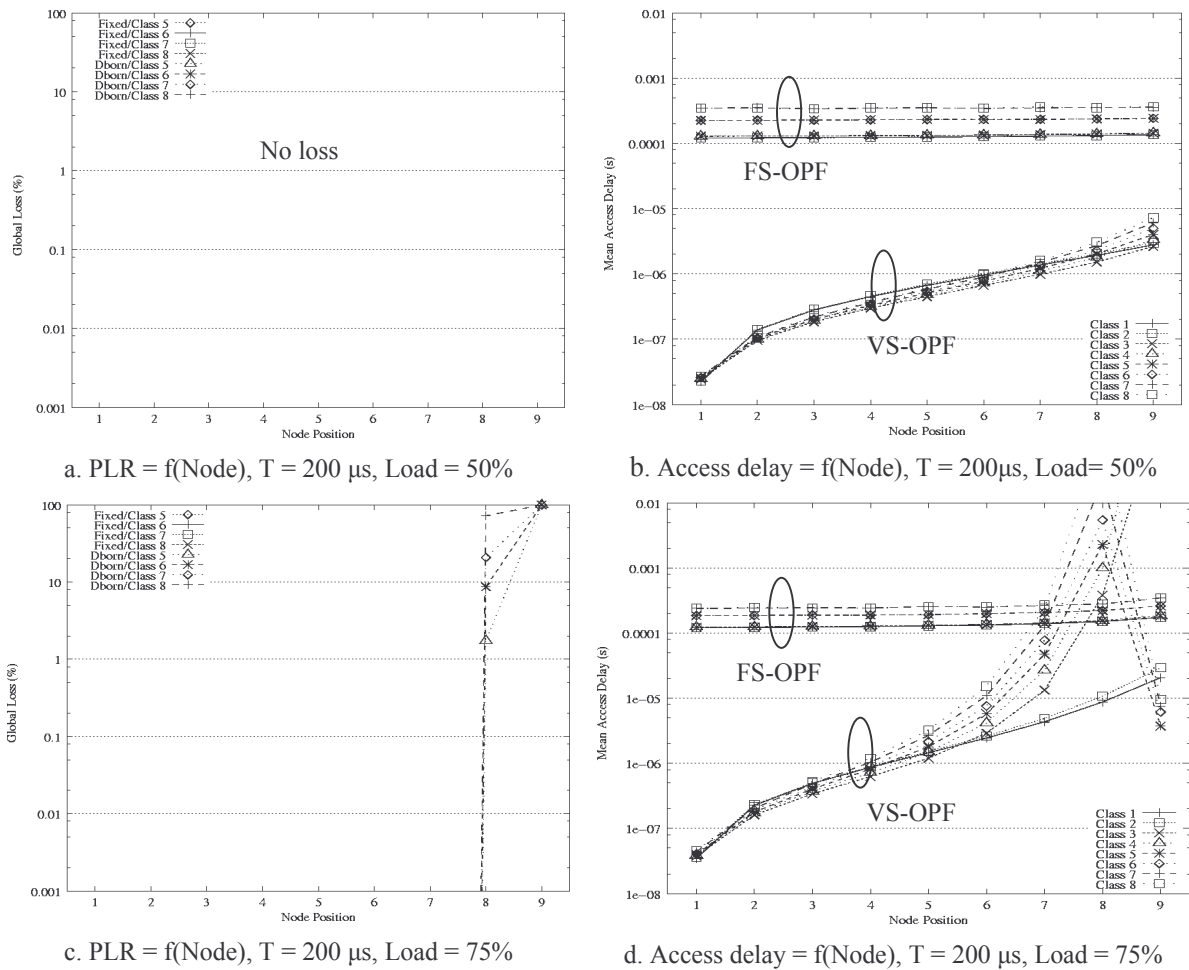 Global Loss (%)
100
10
1
0.1
0.01
0.001
Fixed/Class 5
Fixed/Class 6
Fixed/Class 7
Fixed/Class 8
Dborn/Class 5
Dborn/Class 6
Dborn/Class 7
Dborn/Class 8
No loss
1 2 3 4 5 6 7 8 9
Node Position
a. PLR = f(Node), T = 200 μs, Load = 50%
Mean Access Delay (s)
0.01
0.001
0.0001
1e-05
1e-06
1e-07
1e-08
FS-OPF
VS-OPF
Class 1
Class 2
Class 3
Class 4
Class 5
Class 6
Class 7
Class 8
1 2 3 4 5 6 7 8 9
Node Position
b. Access delay = f(Node), T = 200μs, Load= 50%
Global Loss (%)
100
10
1
0.1
0.01
0.001
Fixed/Class 5
Fixed/Class 6
Fixed/Class 7
Fixed/Class 8
Dborn/Class 5
Dborn/Class 6
Dborn/Class 7
Dborn/Class 8
1 2 3 4 5 6 7 8 9
Node Position
c. PLR = f(Node), T = 200 μs, Load = 75%
Mean Access Delay (s)
0.01
0.001
0.0001
1e-05
1e-06
1e-07
1e-08
FS-OPF
VS-OPF
Class 1
Class 2
Class 3
Class 4
Class 5
Class 6
Class 7
Class 8
1 2 3 4 5 6 7 8 9
Node Position
d. Access delay = f(Node), T = 200 μs, Load = 75%